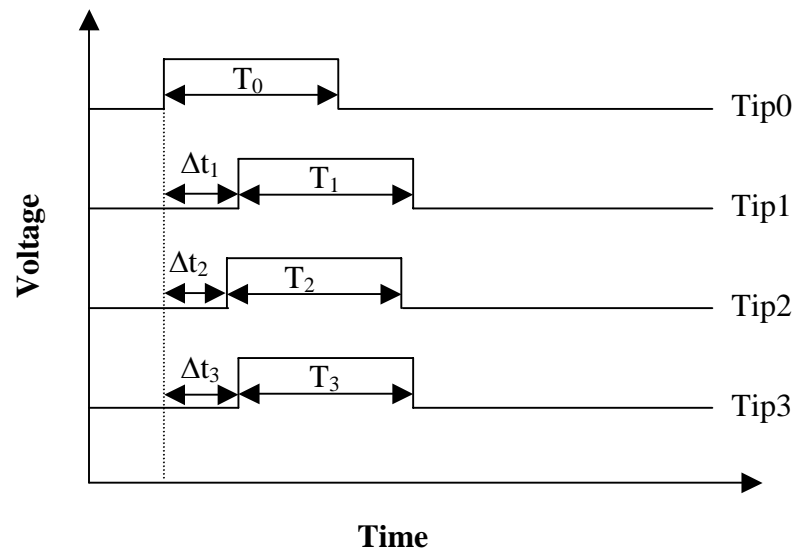 T₀
Tip0
Δt₁
T₁
Tip1
Δt₂
T₂
Tip2
Δt₃
T₃
Tip3
Voltage
Time